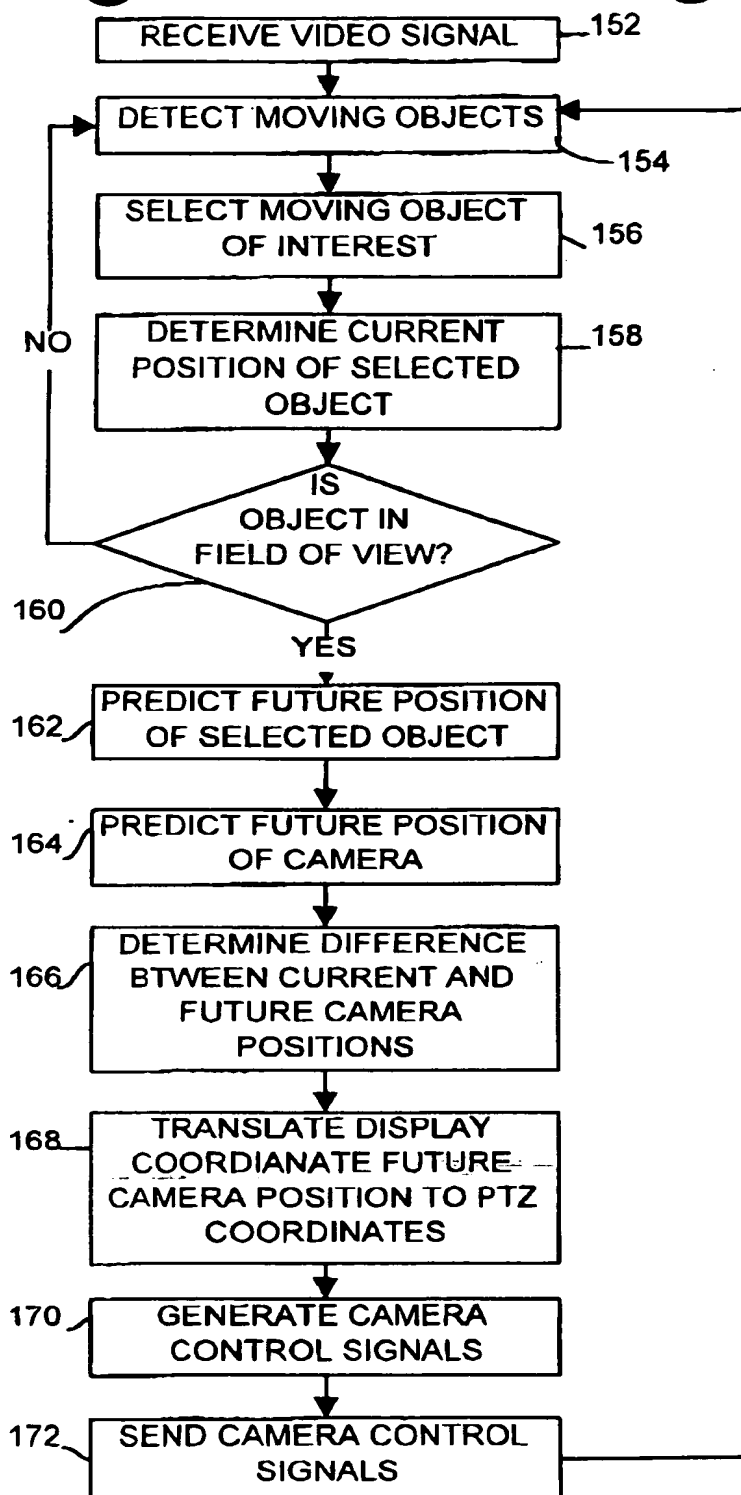 RECEIVE VIDEO SIGNAL
152
DETECT MOVING OBJECTS
154
SELECT MOVING OBJECT
OF INTEREST
156
DETERMINE CURRENT
POSITION OF SELECTED
OBJECT
158
NO
IS
OBJECT IN
FIELD OF VIEW?
160
YES
PREDICT FUTURE POSITION
OF SELECTED OBJECT
162
PREDICT FUTURE POSITION
OF CAMERA
164
DETERMINE DIFFERENCE
BTWEEN CURRENT AND
FUTURE CAMERA
POSITIONS
166
TRANSLATE DISPLAY
COORDIANATE FUTURE
CAMERA POSITION TO PTZ
COORDINATES
168
GENERATE CAMERA
CONTROL SIGNALS
170
SEND CAMERA CONTROL
SIGNALS
172